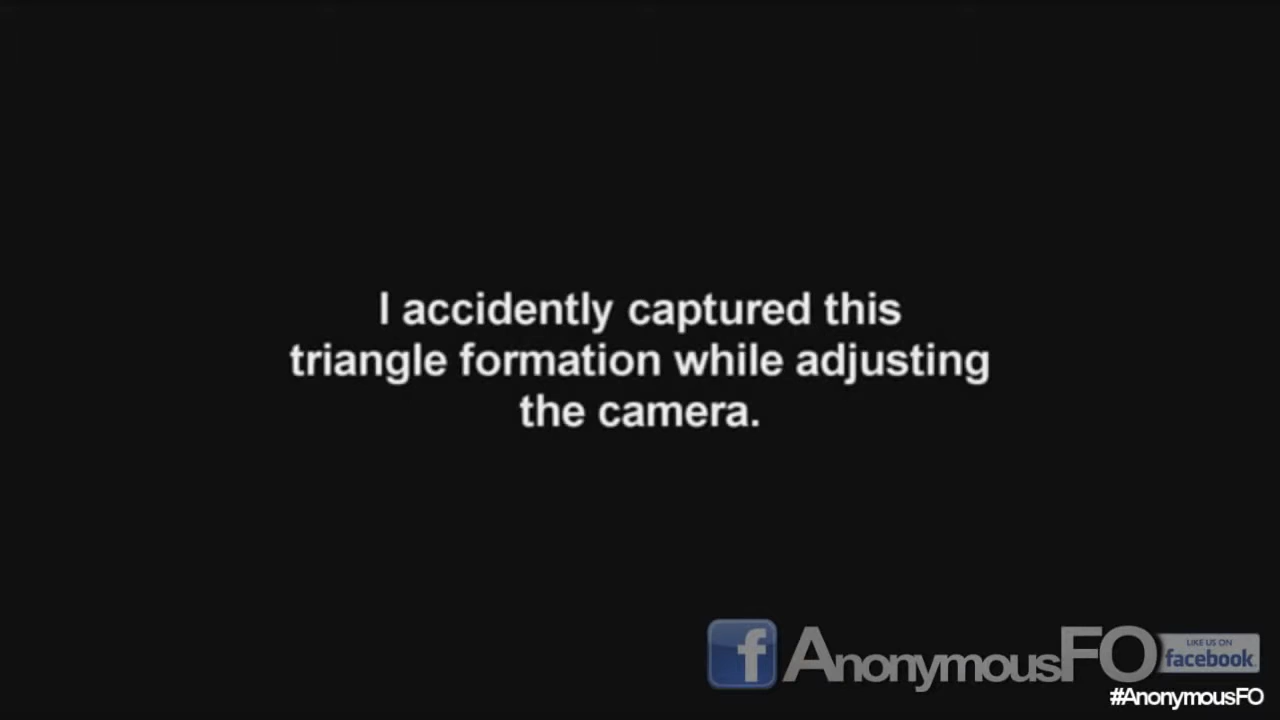 I accidently captured this
triangle formation while adjusting
the camera.
f AnonymousFO
LIKE US ON
facebook.
#AnonymousFO